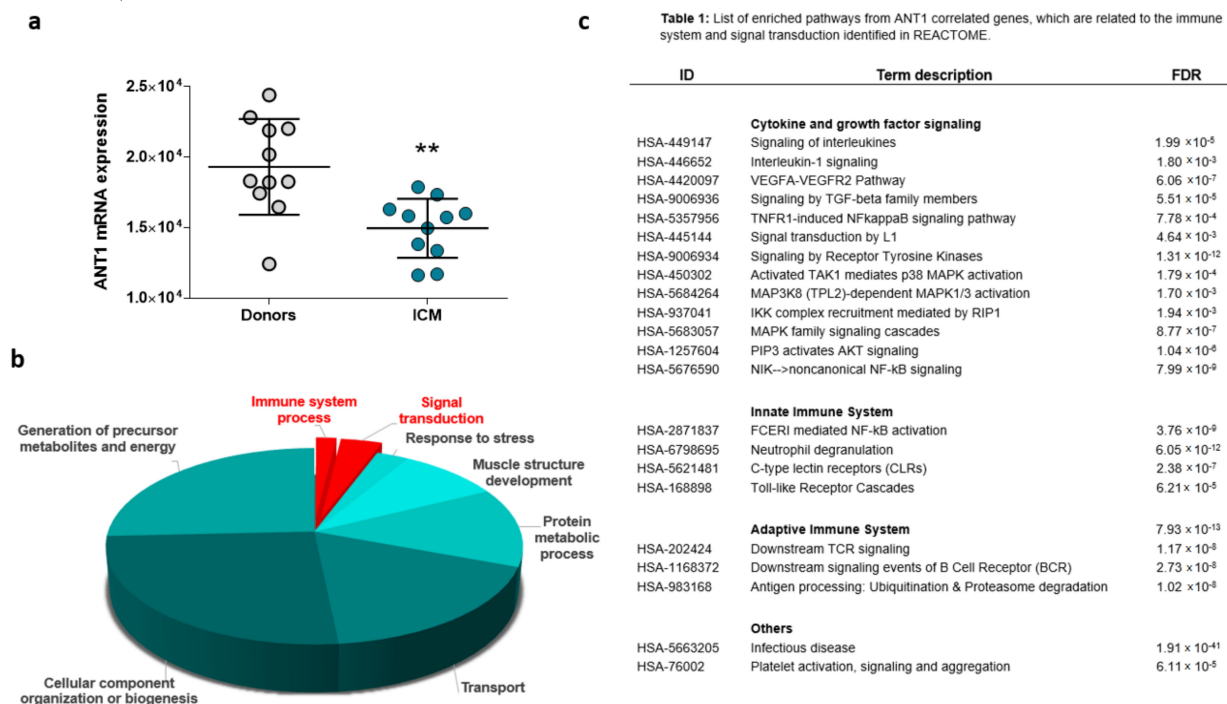 a
ANT1 mRNA expression
2.5×10⁴
2.0×10⁴
1.5×10⁴
1.0×10⁴
**
Donors
ICM
b
Immune system
process
Signal
transduction
Response to stress
Muscle structure
development
Protein
metabolic
process
Transport
Cellular component
organization or biogenesis
Generation of precursor
metabolites and energy
c
Table 1: List of enriched pathways from ANT1 correlated genes, which are related to the immune
system and signal transduction identified in REACTOME.
ID Term description FDR
Cytokine and growth factor signaling
HSA-449147 Signaling of interleukines 1.99 ×10⁻⁵
HSA-446652 Interleukin-1 signaling 1.80 ×10⁻³
HSA-4420097 VEGFA-VEGFR2 Pathway 6.06 ×10⁻⁷
HSA-9006936 Signaling by TGF-beta family members 5.51 ×10⁻⁵
HSA-5357956 TNFR1-induced NFkappaB signaling pathway 7.78 ×10⁻⁴
HSA-445144 Signal transduction by L1 4.64 ×10⁻³
HSA-9006934 Signaling by Receptor Tyrosine Kinases 1.31 ×10⁻¹²
HSA-450302 Activated TAK1 mediates p38 MAPK activation 1.79 ×10⁻⁴
HSA-5684264 MAP3K8 (TPL2)-dependent MAPK1/3 activation 1.70 ×10⁻³
HSA-937041 IKK complex recruitment mediated by RIP1 1.94 ×10⁻³
HSA-5683057 MAPK family signaling cascades 8.77 ×10⁻⁷
HSA-1257604 PIP3 activates AKT signaling 1.04 ×10⁻⁶
HSA-5676590 NIK-->noncanonical NF-kB signaling 7.99 ×10⁻⁹
Innate Immune System
HSA-2871837 FCERI mediated NF-kB activation 3.76 ×10⁻⁹
HSA-6798695 Neutrophil degranulation 6.05 ×10⁻¹²
HSA-5621481 C-type lectin receptors (CLRs) 2.38 ×10⁻⁷
HSA-168898 Toll-like Receptor Cascades 6.21 ×10⁻⁵
Adaptive Immune System 7.93 ×10⁻¹³
HSA-202424 Downstream TCR signaling 1.17 ×10⁻⁸
HSA-1168372 Downstream signaling events of B Cell Receptor (BCR) 2.73 ×10⁻⁸
HSA-983168 Antigen processing: Ubiquitination & Proteasome degradation 1.02 ×10⁻⁸
Others
HSA-5663205 Infectious disease 1.91 ×10⁻⁴¹
HSA-76002 Platelet activation, signaling and aggregation 6.11 ×10⁻⁵